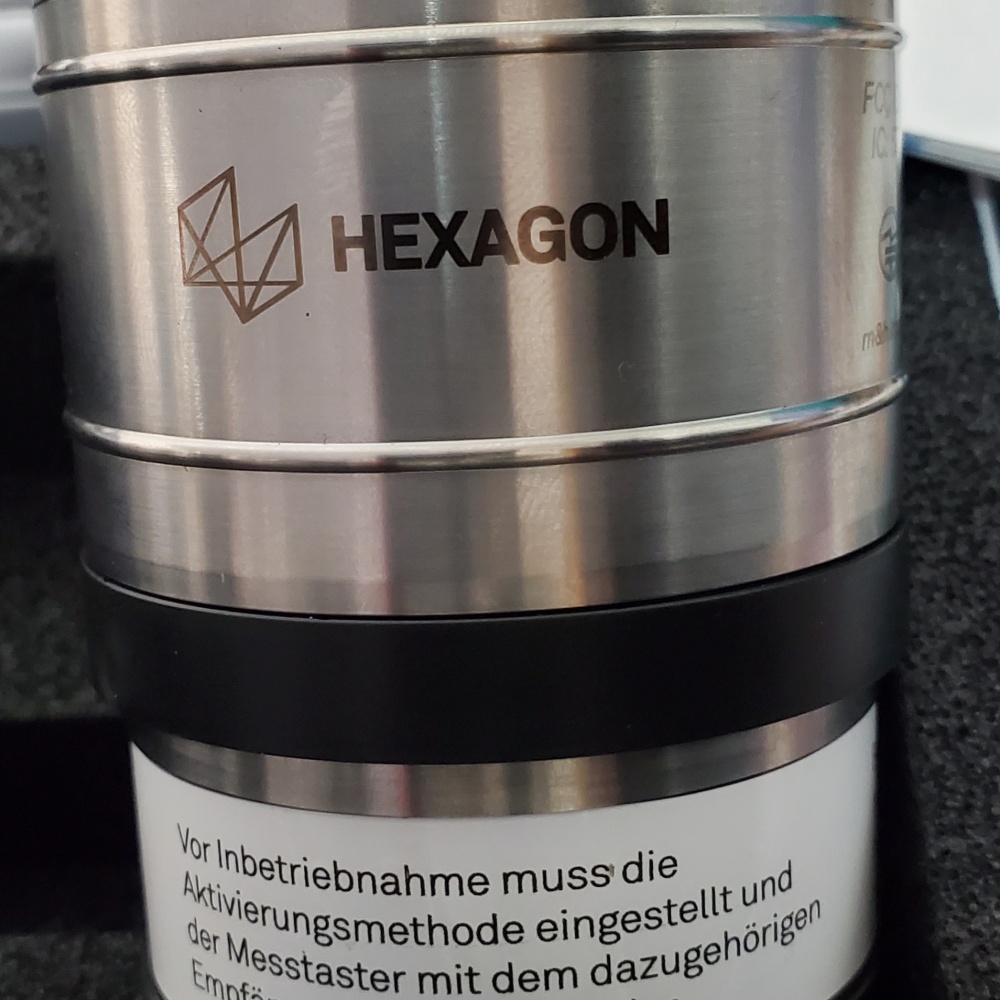 HEXAGON
Vor Inbetriebnahme muss die
Aktivierungsmethode eingestellt und
der Messtaster mit dem dazugehörigen